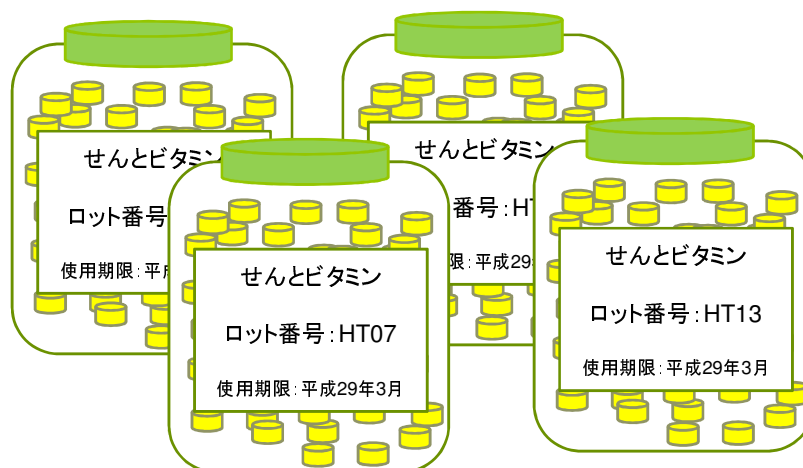 せんとビタミン
ロット番号
使用期限：平成
せんとビタミン
番号：HT
限：平成29
せんとビタミン
ロット番号：HT07
使用期限：平成29年3月
せんとビタミン
ロット番号：HT13
使用期限：平成29年3月